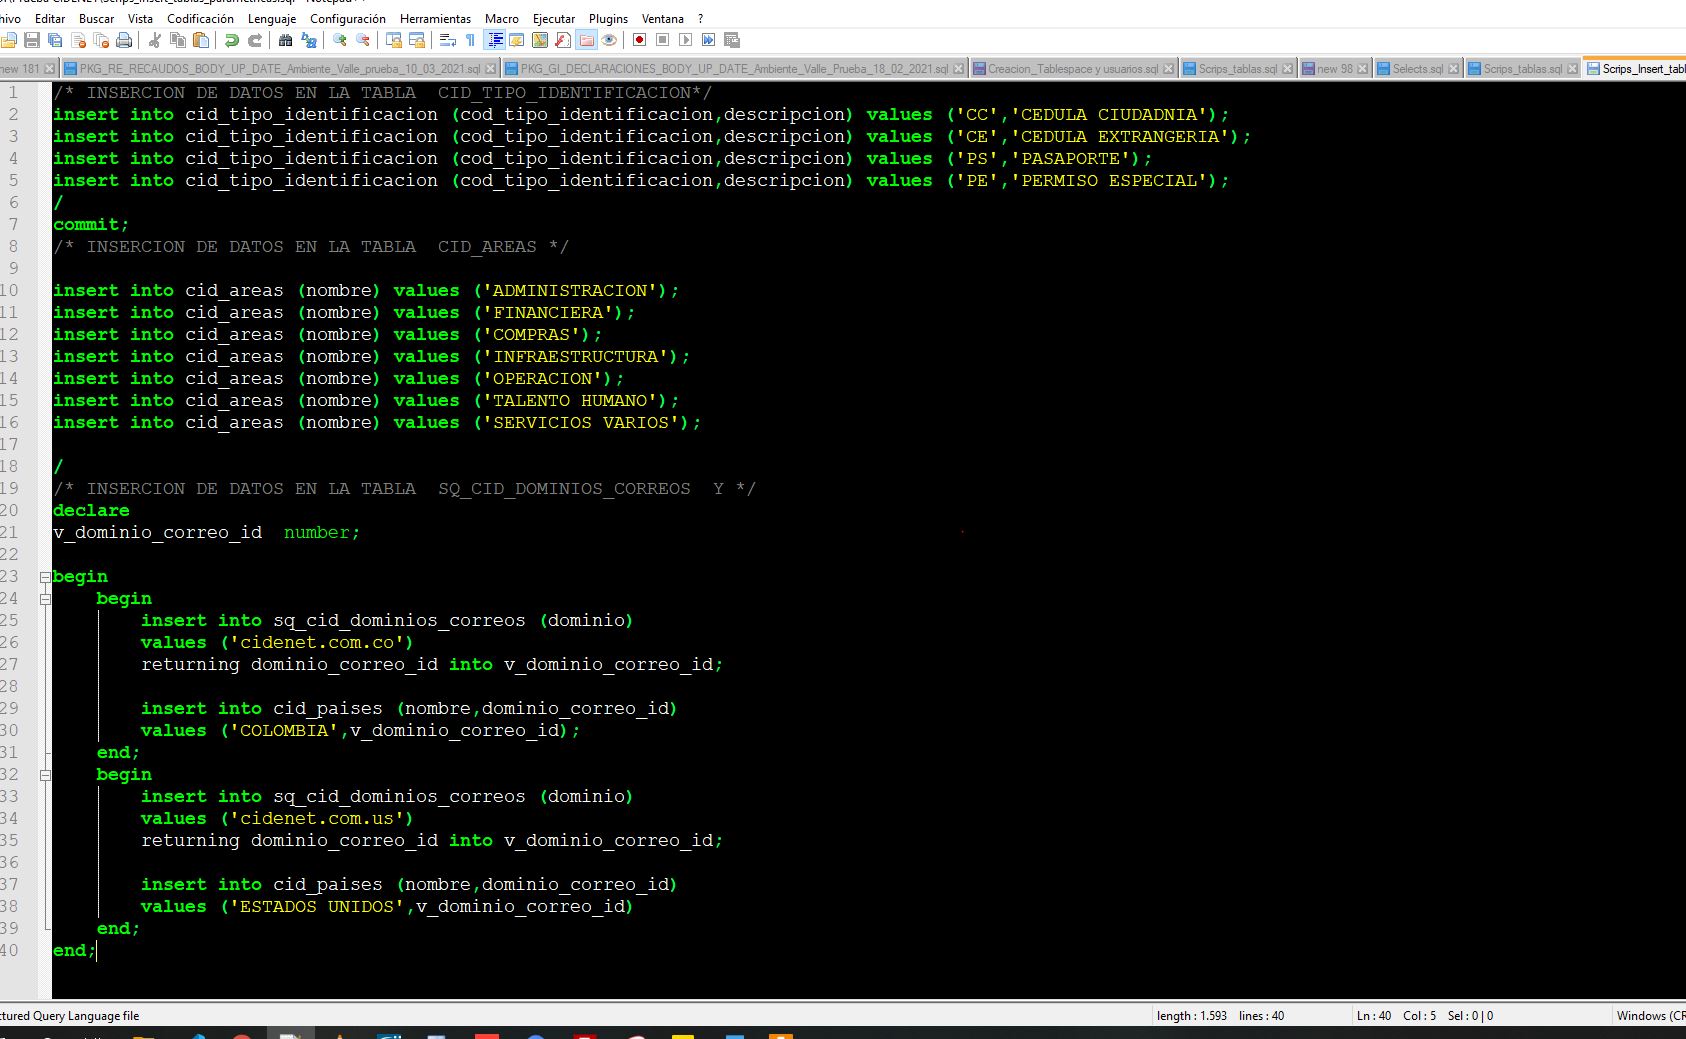 Editar Buscar Vista Codificación Lenguaje Configuración Herramientas Macro Ejecutar Plugins Ventana ?
new 181 PKG_RE_RECAUDOS_BODY_UP_DATE_Ambiente_Valle_prueba_10_03_2021.sql PKG_GI_DECLARACIONES_BODY_UP_DATE_Ambiente_Valle_Prueba_18_02_2021.sql Creacion_Tablespace y usuarios.sql Scrips_tablas.sql new 98 Selects.sql Scrips_tablas.sql Scrips_Insert_tabl
1 /* INSERCION DE DATOS EN LA TABLA CID_TIPO_IDENTIFICACION*/
2 insert into cid_tipo_identificacion (cod_tipo_identificacion,descripcion) values ('CC','CEDULA CIUDADNIA');
3 insert into cid_tipo_identificacion (cod_tipo_identificacion,descripcion) values ('CE','CEDULA EXTRANGERIA');
4 insert into cid_tipo_identificacion (cod_tipo_identificacion,descripcion) values ('PS','PASAPORTE');
5 insert into cid_tipo_identificacion (cod_tipo_identificacion,descripcion) values ('PE','PERMISO ESPECIAL');
6 /
7 commit;
8 /* INSERCION DE DATOS EN LA TABLA CID_AREAS */
9
10 insert into cid_areas (nombre) values ('ADMINISTRACION');
11 insert into cid_areas (nombre) values ('FINANCIERA');
12 insert into cid_areas (nombre) values ('COMPRAS');
13 insert into cid_areas (nombre) values ('INFRAESTRUCTURA');
14 insert into cid_areas (nombre) values ('OPERACION');
15 insert into cid_areas (nombre) values ('TALENTO HUMANO');
16 insert into cid_areas (nombre) values ('SERVICIOS VARIOS');
17
18 /
19 /* INSERCION DE DATOS EN LA TABLA SQ_CID_DOMINIOS_CORREOS Y */
20 declare
21 v_dominio_correo_id number;
22
23 begin
24 begin
25 insert into sq_cid_dominios_correos (dominio)
26 values ('cidenet.com.co')
27 returning dominio_correo_id into v_dominio_correo_id;
28
29 insert into cid_paises (nombre,dominio_correo_id)
30 values ('COLOMBIA',v_dominio_correo_id);
31 end;
32 begin
33 insert into sq_cid_dominios_correos (dominio)
34 values ('cidenet.com.us')
35 returning dominio_correo_id into v_dominio_correo_id;
36
37 insert into cid_paises (nombre,dominio_correo_id)
38 values ('ESTADOS UNIDOS',v_dominio_correo_id)
39 end;
40 end;
ctured Query Language file length : 1.593 lines : 40 Ln : 40 Col : 5 Sel : 0 | 0 Windows (CR